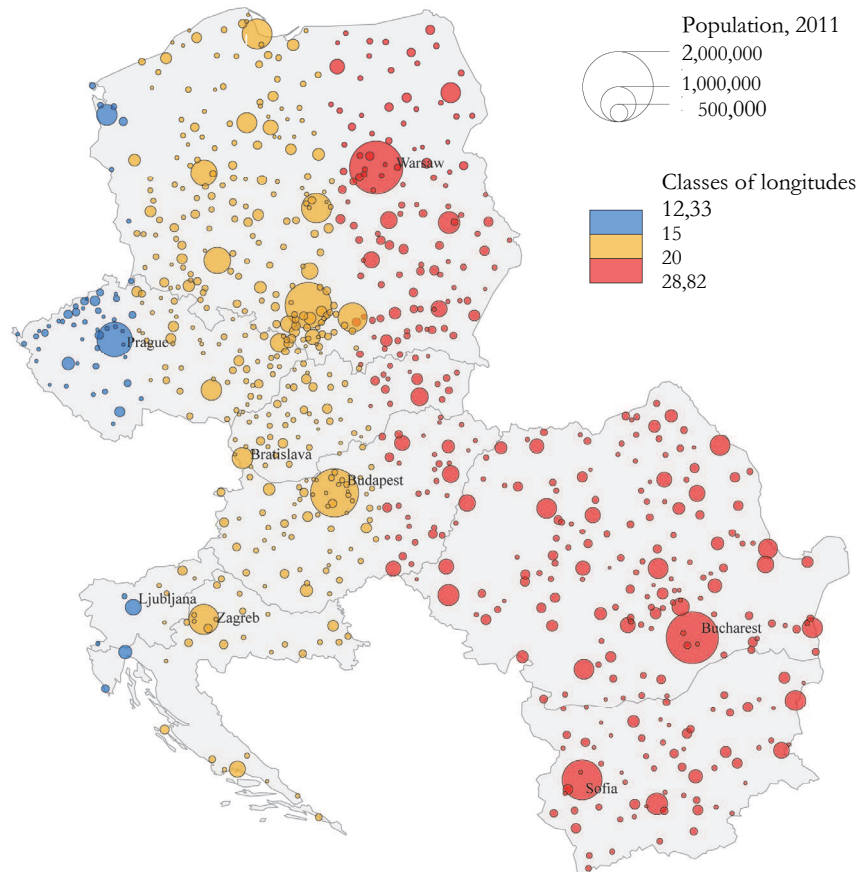 Population, 2011
2,000,000
1,000,000
500,000
Warsaw
Classes of longitudes
12,33
15
20
28,82
Prague
Bratislava
Budapest
Ljubljana
Zagreb
Bucharest
Sofia